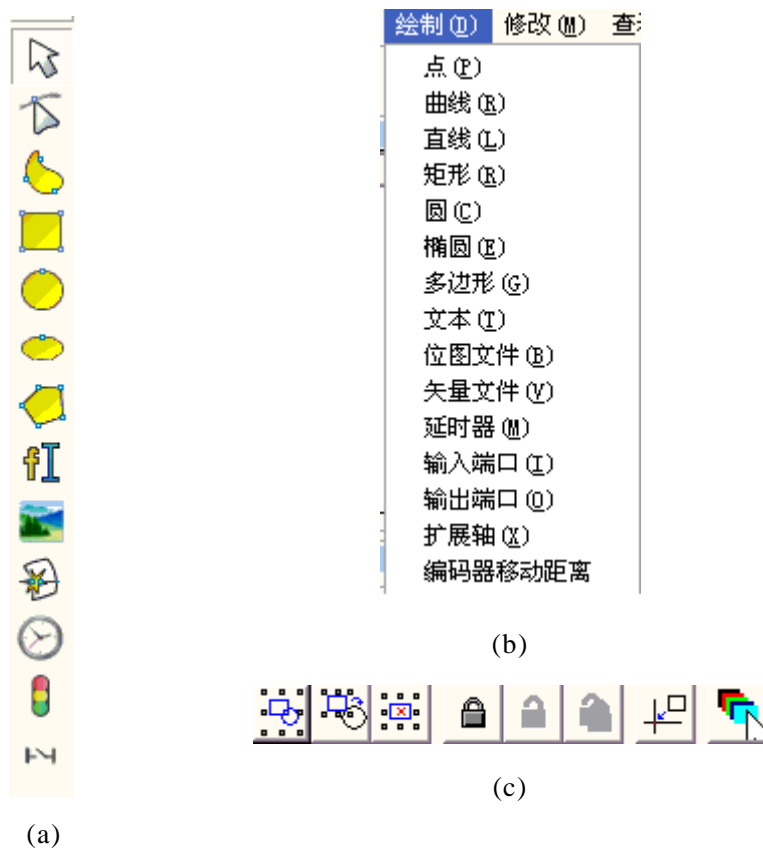 绘制(D) 修改(M) 查
点(P)
曲线(R)
直线(L)
矩形(R)
圆(C)
椭圆(E)
多边形(G)
文本(T)
位图文件(B)
矢量文件(V)
延时器(M)
输入端口(I)
输出端口(O)
扩展轴(X)
编码器移动距离
(b)
(c)
(a)